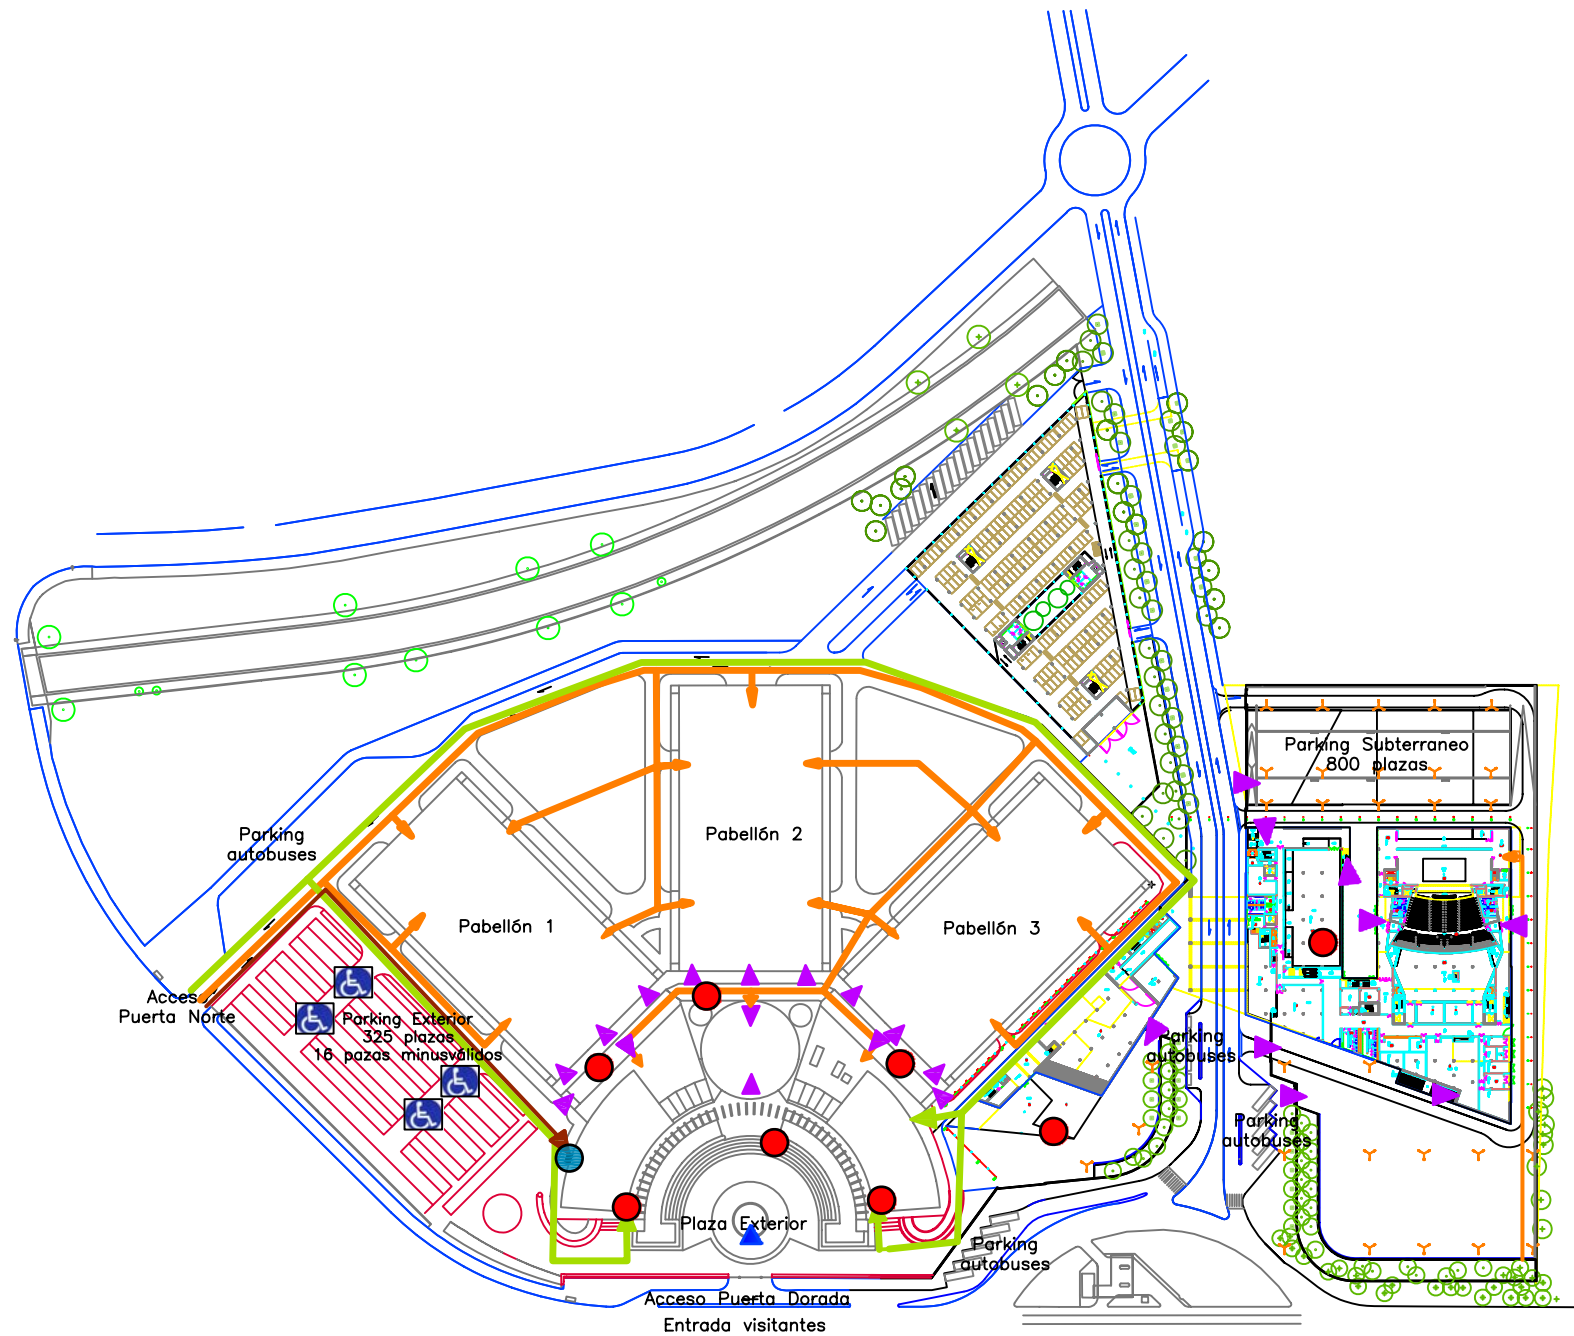 Parking Subterraneo
800 plazas
Pabellón 2
Parking
autobuses
Pabellón 1
Pabellón 3
Acceso
Puerta Norte
Parking Exterior
325 plazas
16 pazas minusválidos
Parking
autobuses
Parking
autobuses
Plaza Exterior
Parking
autobuses
Acceso Puerta Dorada
Entrada visitantes